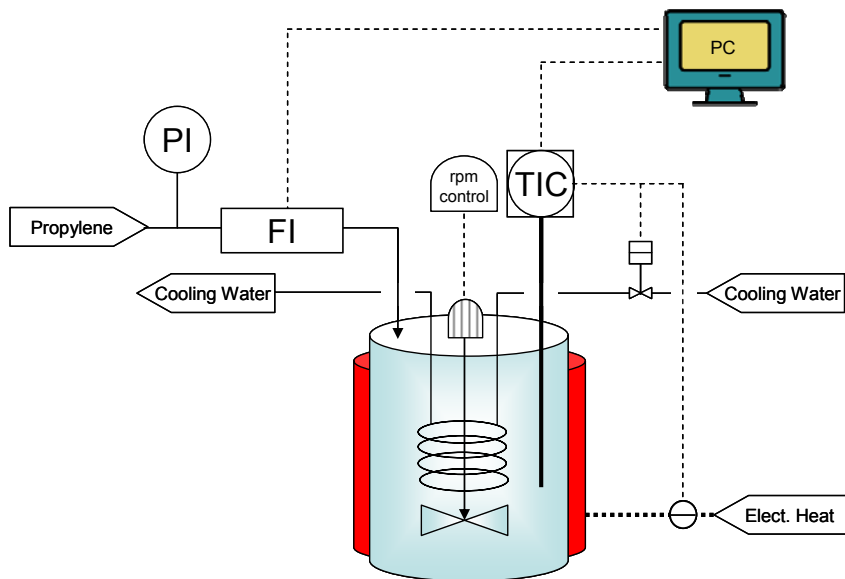 PC
PI
rpm
control
TIC
Propylene
FI
Cooling Water
Cooling Water
Elect. Heat